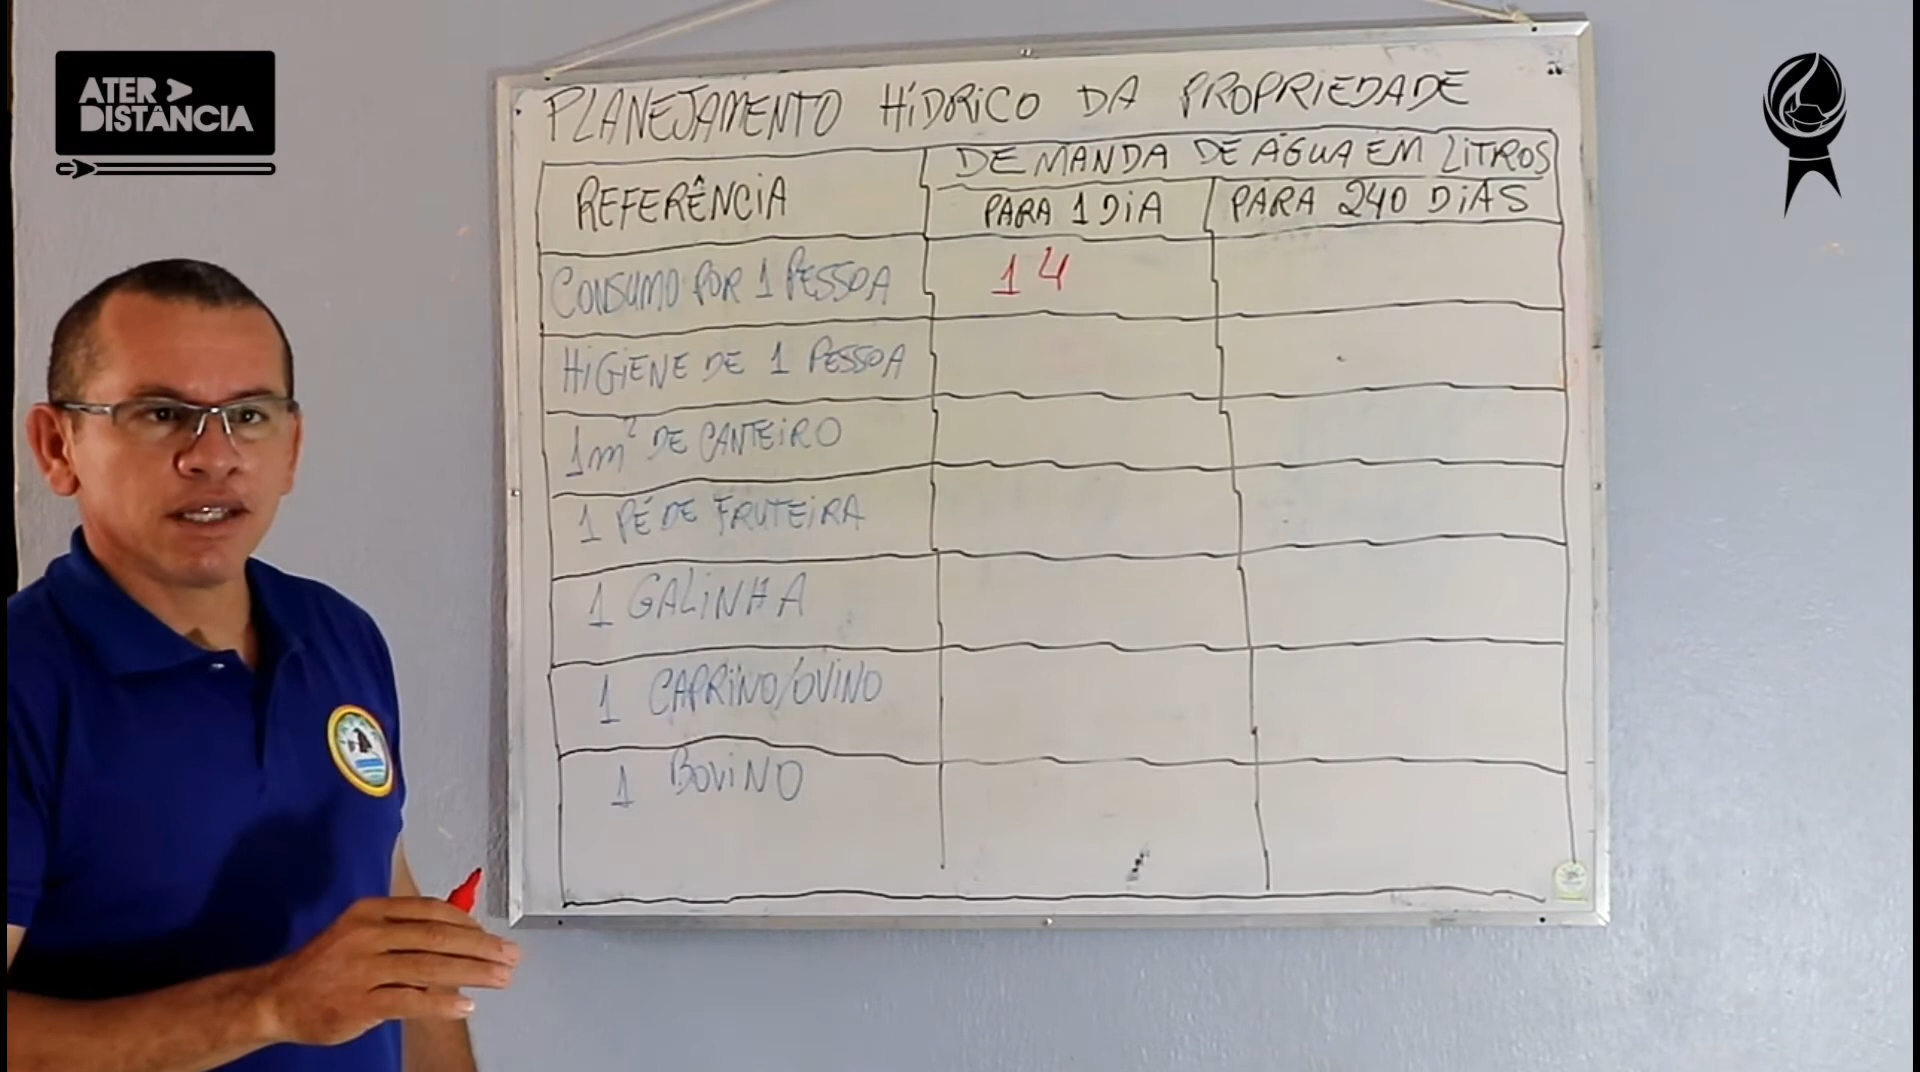 ATER
DISTÂNCIA
PLANEJAMENTO HÍDRICO DA PROPRIEDADE
REFERÊNCIA
DEMANDA DE ÁGUA EM LITROS
PARA 1 DIA
PARA 240 DIAS
CONSUMO POR 1 PESSOA
14
HIGIENE DE 1 PESSOA
1m² DE CANTEIRO
1 PÉ DE FRUTEIRA
1 GALINHA
1 CAPRINO/OVINO
1 BOVINO